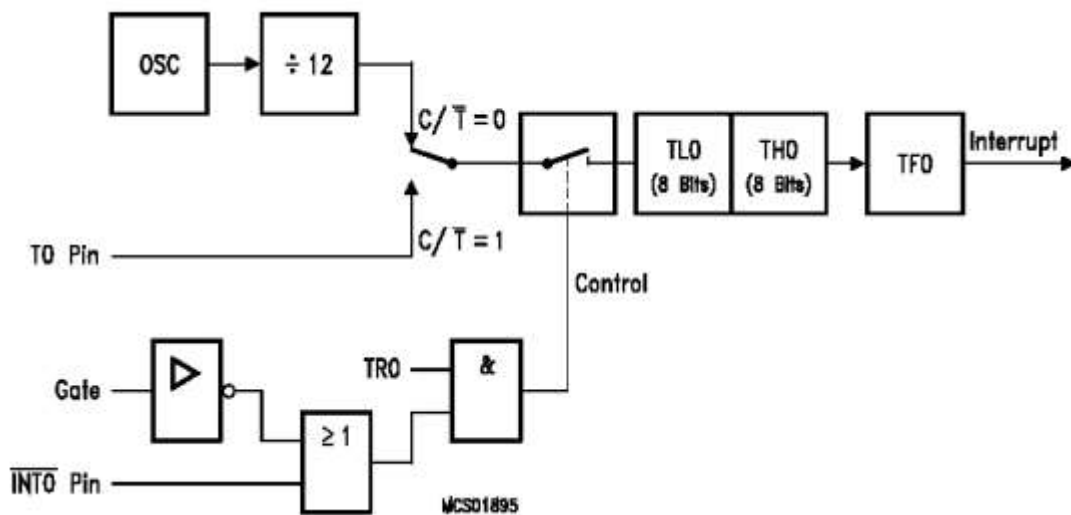 OSC
÷ 12
C/T̅ = 0
TL0
(8 Bits)
TH0
(8 Bits)
TF0
Interrupt
T0 Pin
C/T̅ = 1
Control
Gate
TR0
&
≥ 1
I̅N̅T̅0̅ Pin
MCS01895